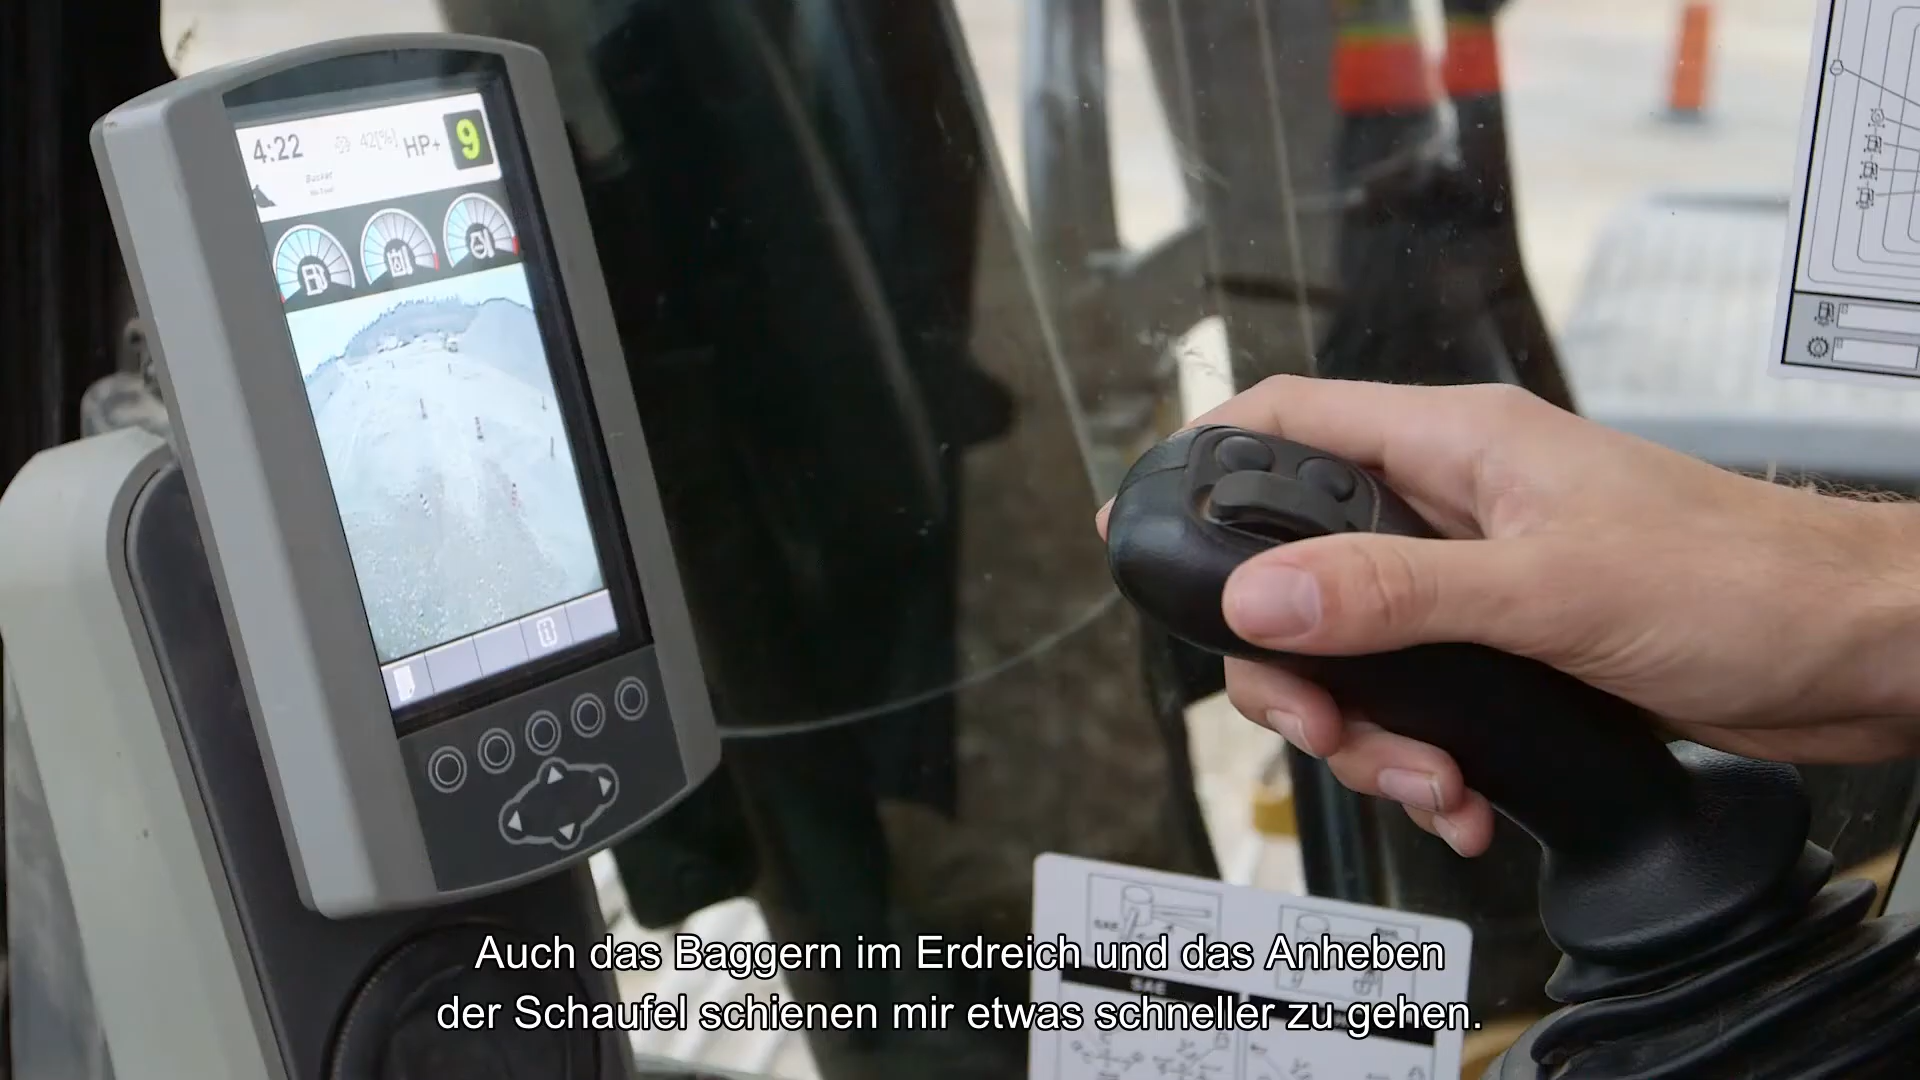 4:22 42[%] HP+ 9
Bucket
SAE
Auch das Baggern im Erdreich und das Anheben
der Schaufel schienen mir etwas schneller zu gehen.